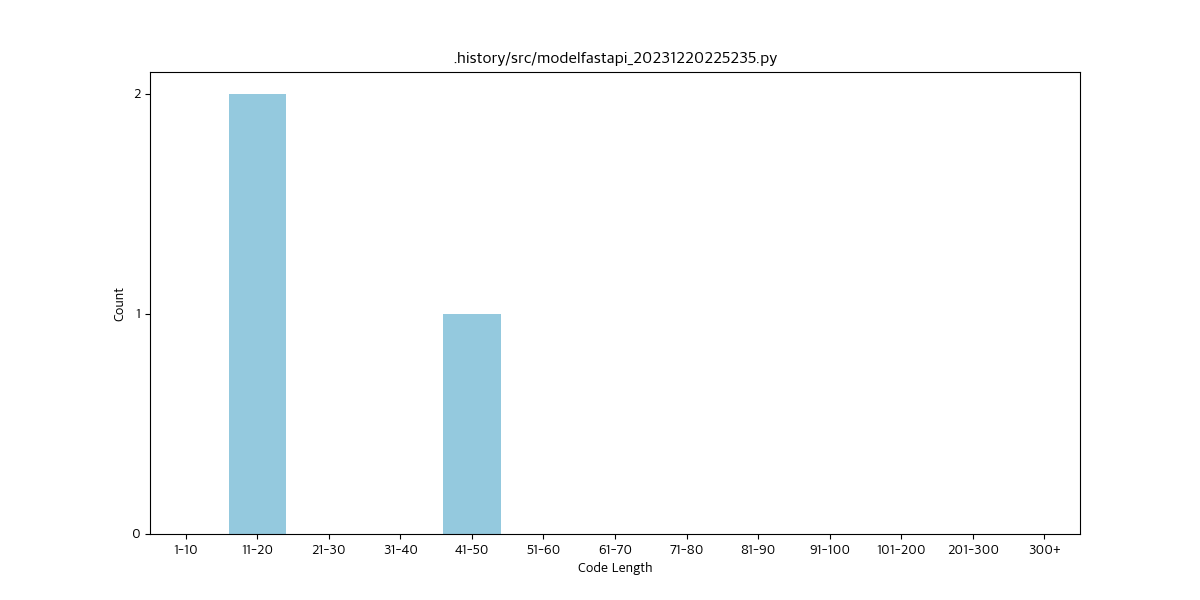 .history/src/modelfastapi_20231220225235.py
2
1
0
Count
1-10 11-20 21-30 31-40 41-50 51-60 61-70 71-80 81-90 91-100 101-200 201-300 300+
Code Length